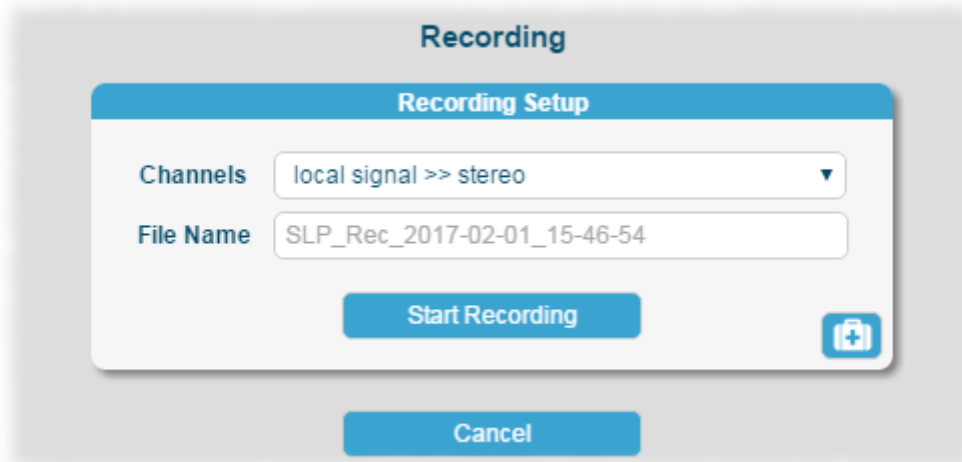 Recording
Recording Setup
Channels local signal >> stereo
File Name SLP_Rec_2017-02-01_15-46-54
Start Recording
Cancel